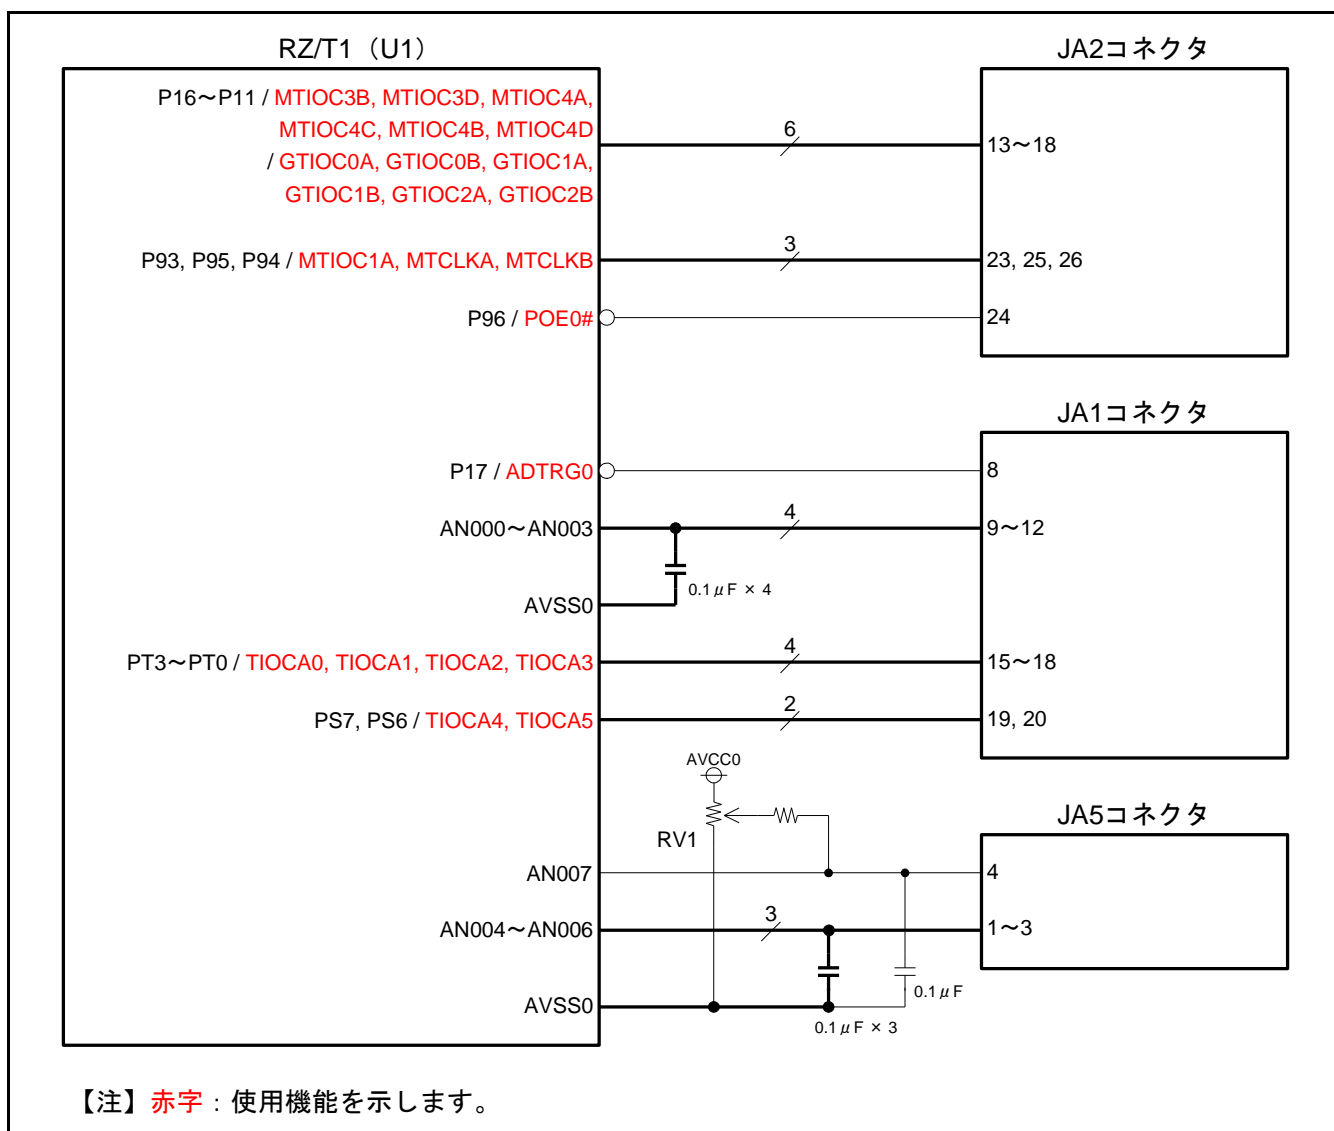 RZ/T1（U1）
JA2コネクタ
P16～P11 / MTIOC3B, MTIOC3D, MTIOC4A,
MTIOC4C, MTIOC4B, MTIOC4D
/ GTIOC0A, GTIOC0B, GTIOC1A,
GTIOC1B, GTIOC2A, GTIOC2B
6
13～18
P93, P95, P94 / MTIOC1A, MTCLKA, MTCLKB
3
23, 25, 26
P96 / POE0#
24
JA1コネクタ
P17 / ADTRG0
8
AN000～AN003
4
9～12
0.1μF × 4
AVSS0
PT3～PT0 / TIOCA0, TIOCA1, TIOCA2, TIOCA3
4
15～18
PS7, PS6 / TIOCA4, TIOCA5
2
19, 20
AVCC0
RV1
JA5コネクタ
AN007
4
AN004～AN006
3
1～3
0.1μF
AVSS0
0.1μF × 3
【注】赤字：使用機能を示します。